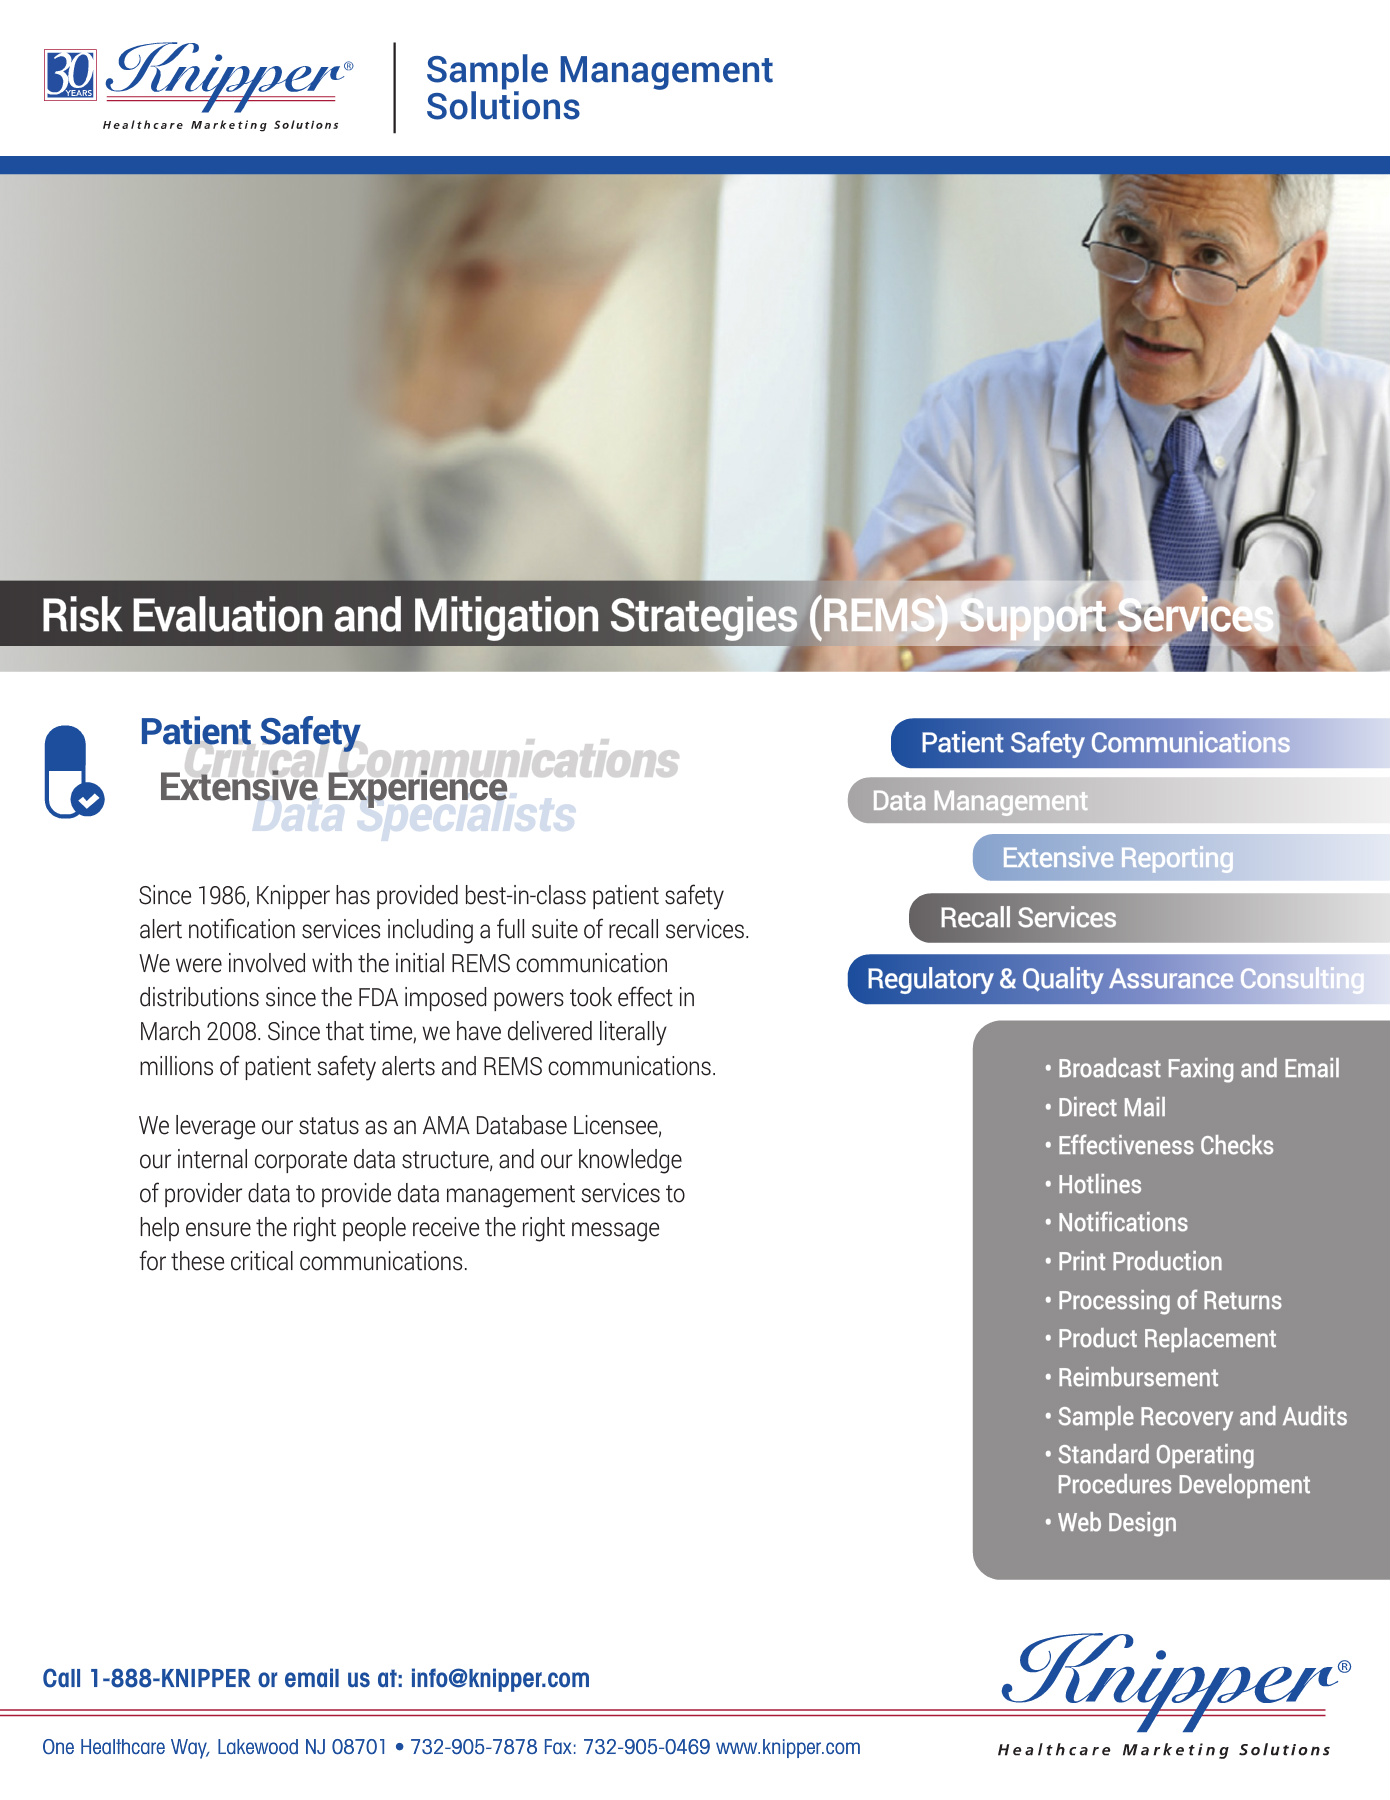 30
YEARS
Knipper®
Healthcare Marketing Solutions
Sample Management
Solutions
Risk Evaluation and Mitigation Strategies (REMS) Support Services
Patient Safety
Critical Communications
Extensive Experience
Data Specialists
Since 1986, Knipper has provided best-in-class patient safety
alert notification services including a full suite of recall services.
We were involved with the initial REMS communication
distributions since the FDA imposed powers took effect in
March 2008. Since that time, we have delivered literally
millions of patient safety alerts and REMS communications.
We leverage our status as an AMA Database Licensee,
our internal corporate data structure, and our knowledge
of provider data to provide data management services to
help ensure the right people receive the right message
for these critical communications.
Patient Safety Communications
Data Management
Extensive Reporting
Recall Services
Regulatory & Quality Assurance Consulting
• Broadcast Faxing and Email
• Direct Mail
• Effectiveness Checks
• Hotlines
• Notifications
• Print Production
• Processing of Returns
• Product Replacement
• Reimbursement
• Sample Recovery and Audits
• Standard Operating
Procedures Development
• Web Design
Call 1-888-KNIPPER or email us at: info@knipper.com
One Healthcare Way, Lakewood NJ 08701 • 732-905-7878 Fax: 732-905-0469 www.knipper.com
Knipper®
Healthcare Marketing Solutions